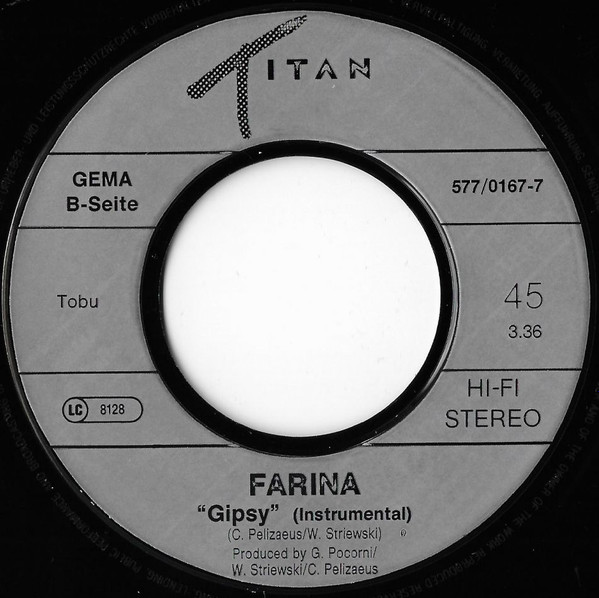 TITAN
GEMA
B-Seite
577/0167-7
Tobu
45
3.36
LC 8128
HI-FI
STEREO
FARINA
"Gipsy" (Instrumental)
(C. Pelizaeus/W. Striewski) ℗
Produced by G. Pocorni/
W. Striewski/C. Pelizaeus